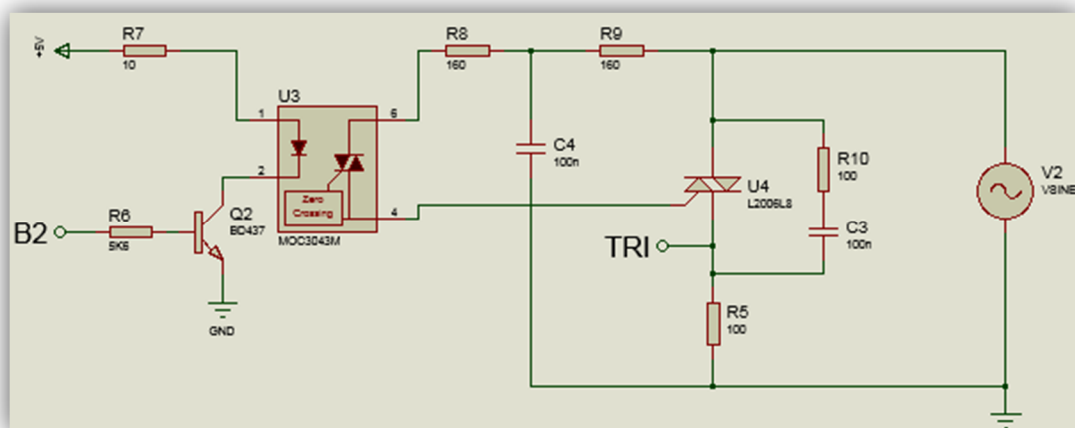 +5V
R7
10
R8
160
R9
160
U3
1
6
2
4
Zero
Crossing
MOC3043M
C4
100n
U4
L2006L8
R10
100
C3
100n
V2
VSINE
B2
R6
5K6
Q2
BD437
GND
TRI
R5
100